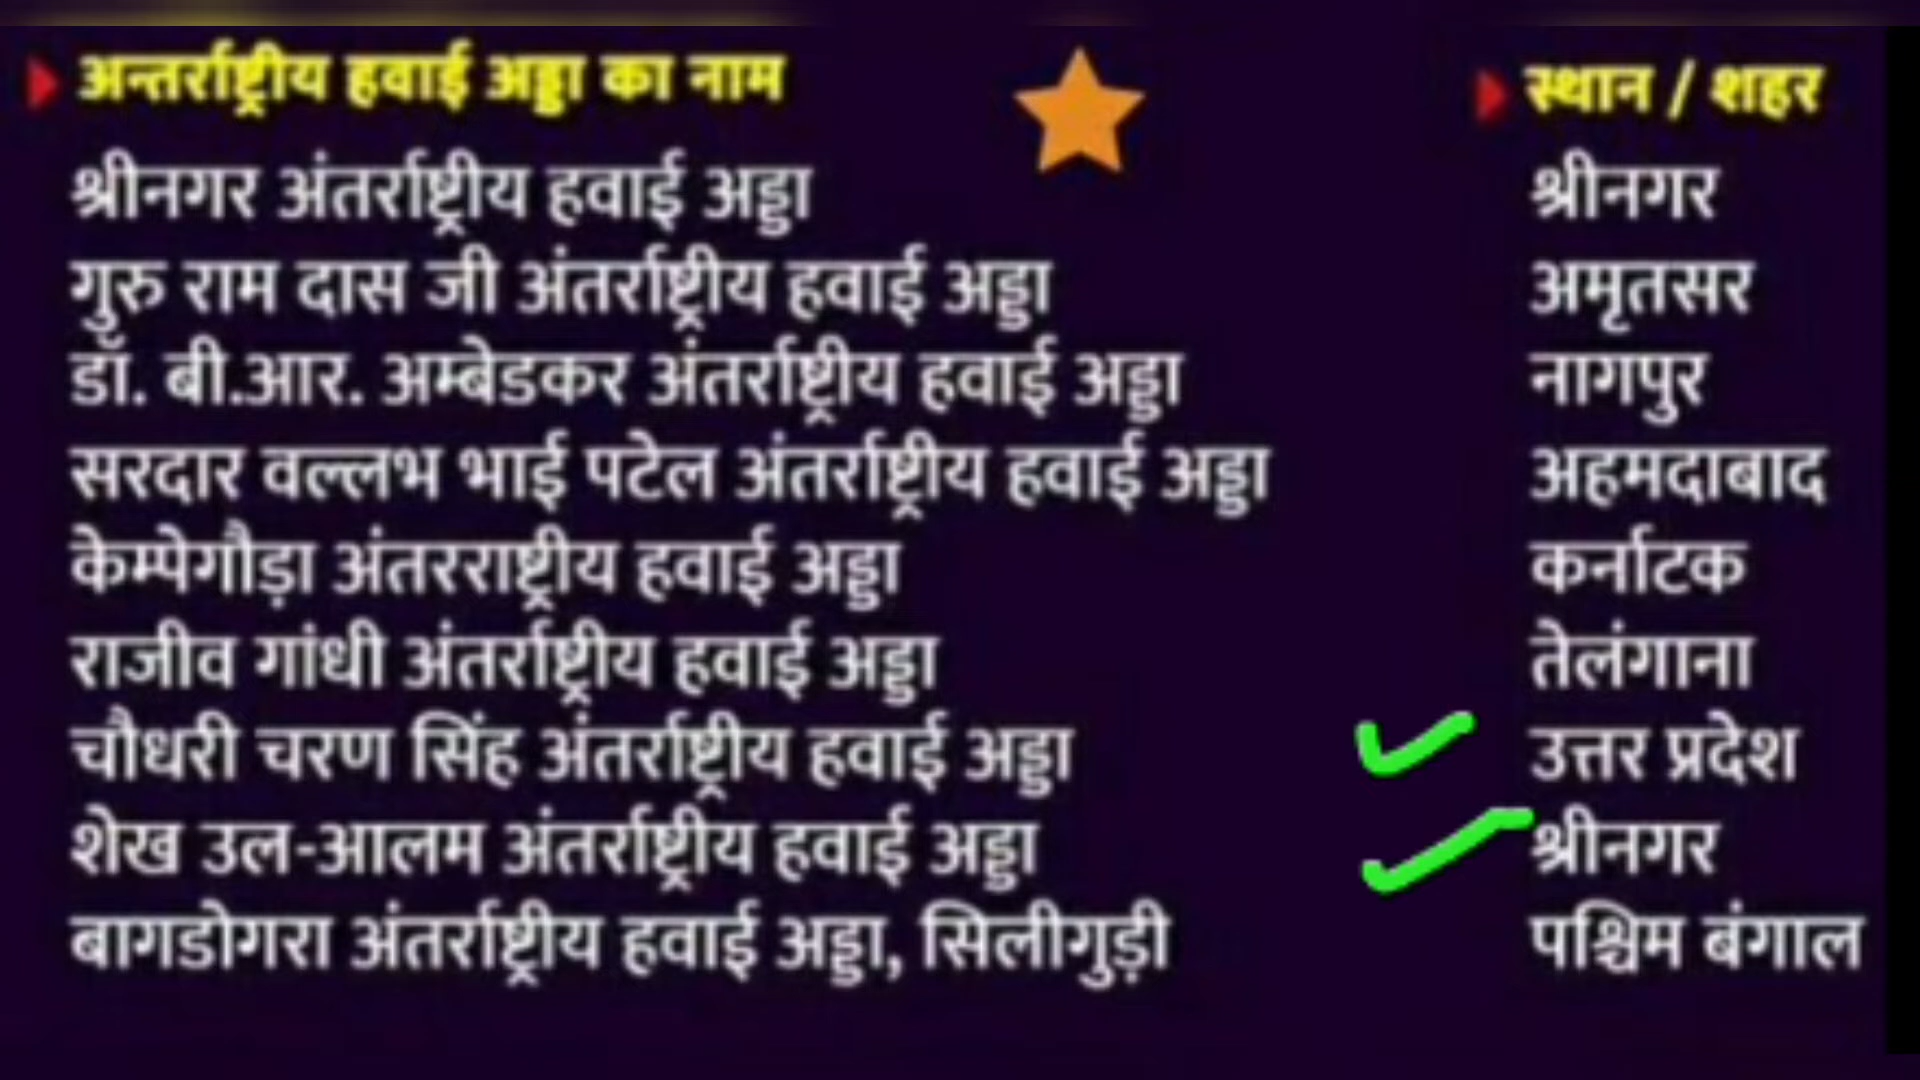 अन्तर्राष्ट्रीय हवाई अड्डा का नाम स्थान / शहर
श्रीनगर अंतर्राष्ट्रीय हवाई अड्डा श्रीनगर
गुरु राम दास जी अंतर्राष्ट्रीय हवाई अड्डा अमृतसर
डॉ. बी.आर. अम्बेडकर अंतर्राष्ट्रीय हवाई अड्डा नागपुर
सरदार वल्लभ भाई पटेल अंतर्राष्ट्रीय हवाई अड्डा अहमदाबाद
केम्पेगौड़ा अंतरराष्ट्रीय हवाई अड्डा कर्नाटक
राजीव गांधी अंतर्राष्ट्रीय हवाई अड्डा तेलंगाना
चौधरी चरण सिंह अंतर्राष्ट्रीय हवाई अड्डा उत्तर प्रदेश
शेख उल-आलम अंतर्राष्ट्रीय हवाई अड्डा श्रीनगर
बागडोगरा अंतर्राष्ट्रीय हवाई अड्डा, सिलीगुड़ी पश्चिम बंगाल